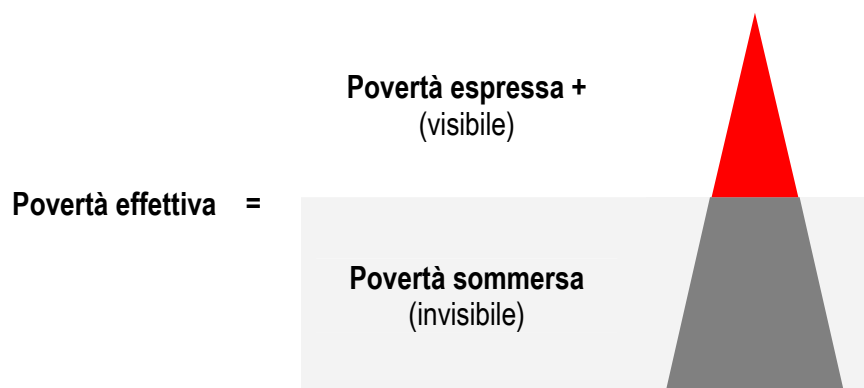 Povertà espressa +
(visibile)
Povertà effettiva =
Povertà sommersa
(invisibile)